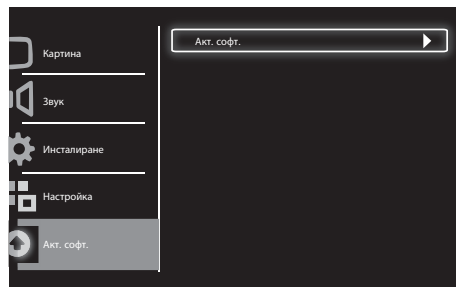 Картина
Звук
Инсталиране
Настройка
Акт. софт.
Акт. софт.